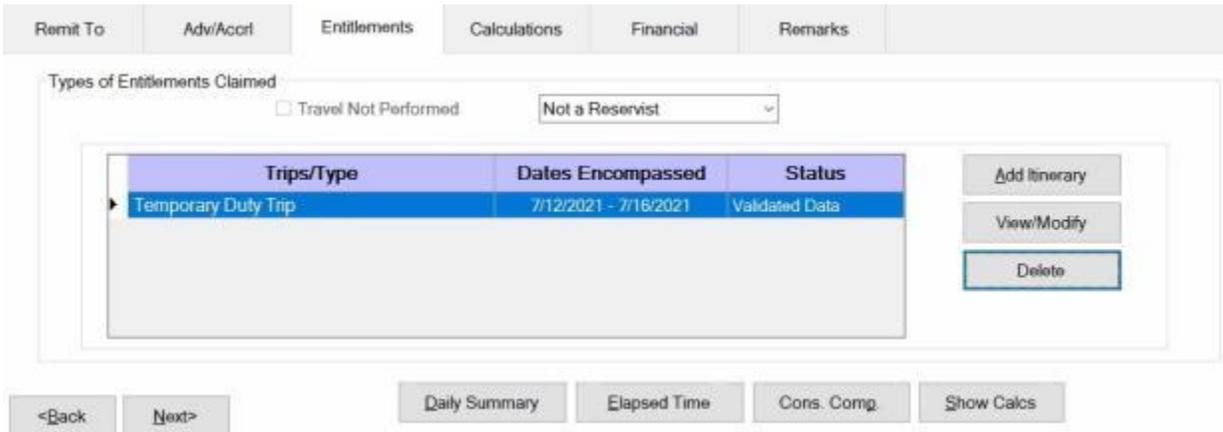 Remit To Adv/Accrl Entitlements Calculations Financial Remarks
Types of Entitlements Claimed
Travel Not Performed Not a Reservist
Trips/Type Dates Encompassed Status
Temporary Duty Trip 7/12/2021 - 7/16/2021 Validated Data
Add Itinerary
View/Modify
Delete
<Back Next> Daily Summary Elapsed Time Cons. Comp. Show Calcs